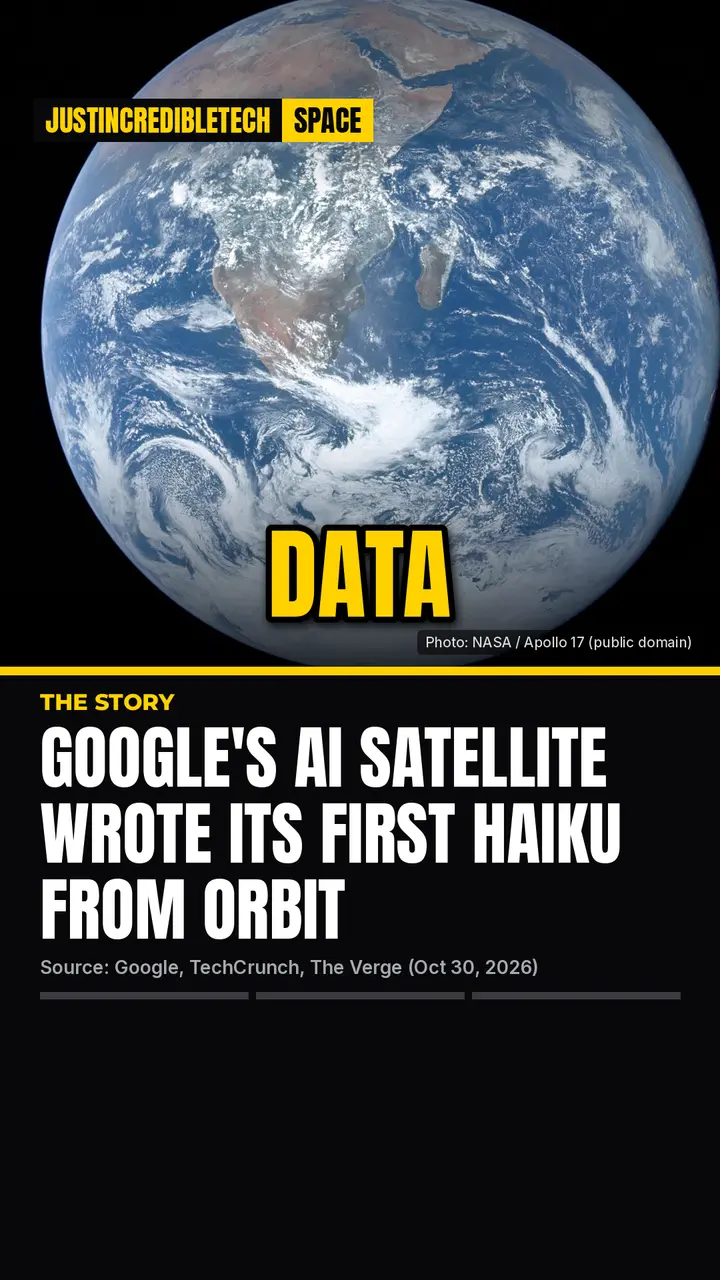 JUSTINCREDIBLETECH SPACE
DATA
Photo: NASA / Apollo 17 (public domain)
THE STORY
GOOGLE'S AI SATELLITE
WROTE ITS FIRST HAIKU
FROM ORBIT
Source: Google, TechCrunch, The Verge (Oct 30, 2026)